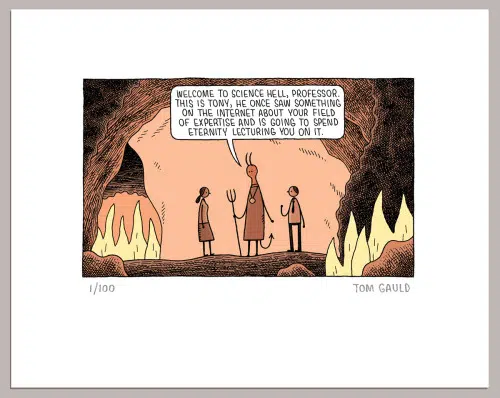 WELCOME TO SCIENCE HELL, PROFESSOR.
THIS IS TONY, HE ONCE SAW SOMETHING
ON THE INTERNET ABOUT YOUR FIELD
OF EXPERTISE AND IS GOING TO SPEND
ETERNITY LECTURING YOU ON IT.
1/100 TOM GAULD